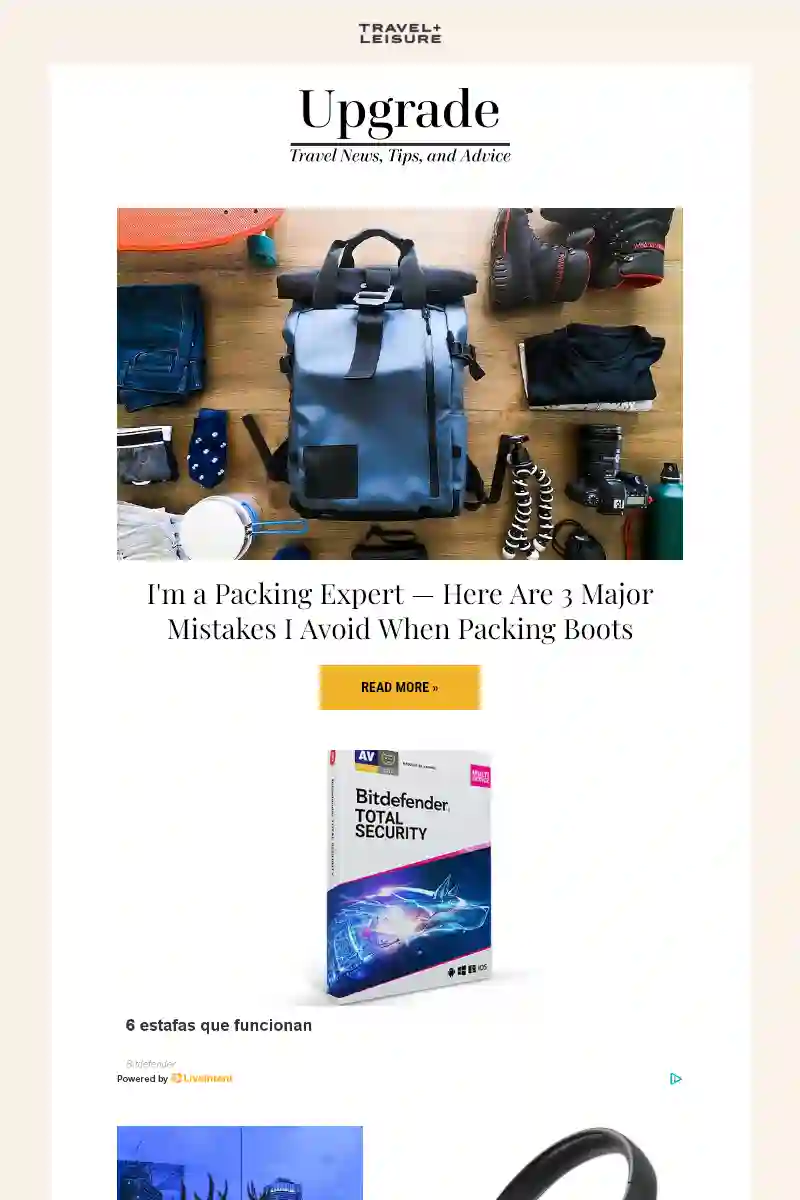 TRAVEL+
LEISURE
Upgrade
Travel News, Tips, and Advice
I'm a Packing Expert — Here Are 3 Major
Mistakes I Avoid When Packing Boots
READ MORE »
AV
MULTI
DEVICE
Bitdefender
TOTAL
SECURITY
iOS
6 estafas que funcionan
Bitdefender
Powered by LiveIntent